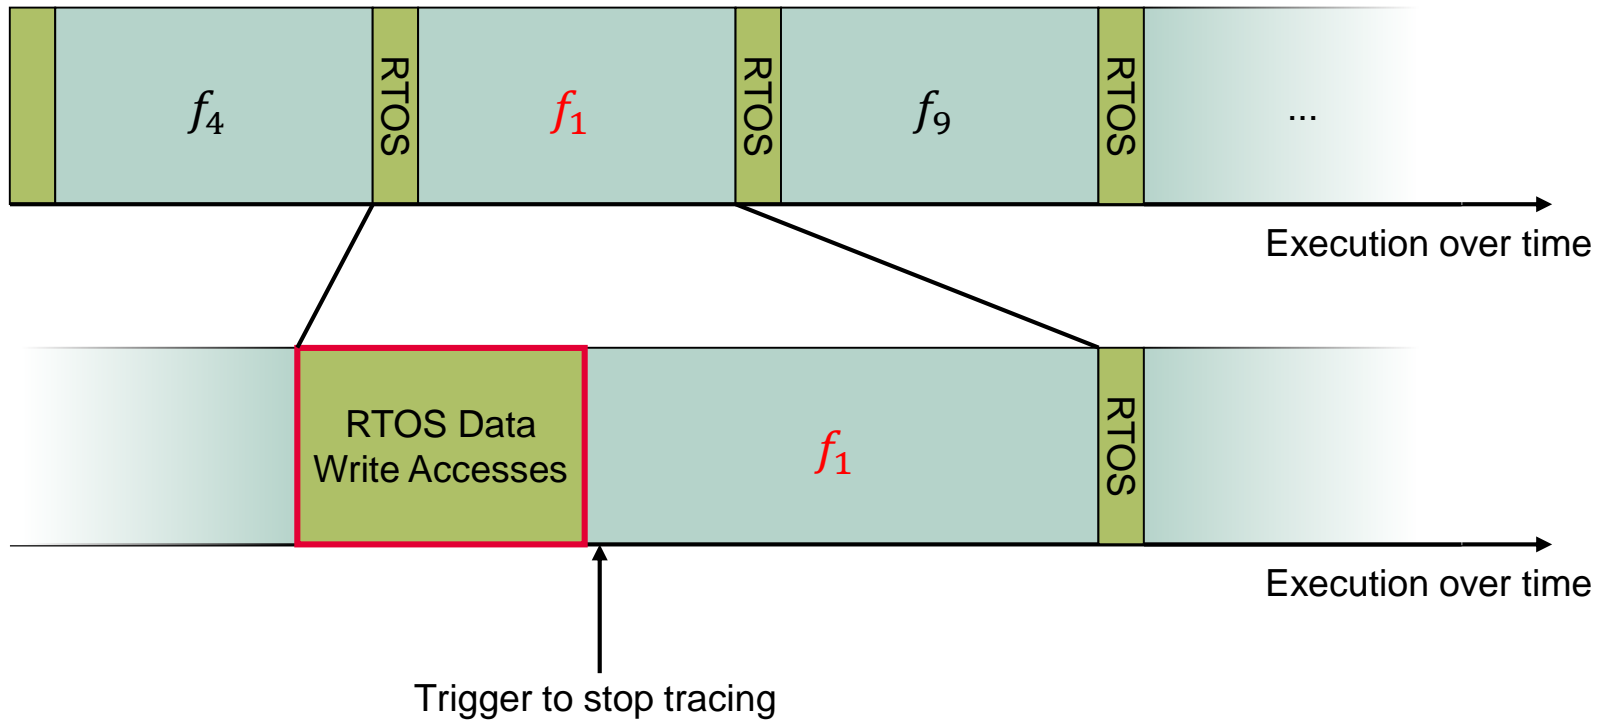 f₄
RTOS
f₁
RTOS
f₉
RTOS
...
Execution over time
RTOS Data
Write Accesses
f₁
RTOS
Execution over time
Trigger to stop tracing